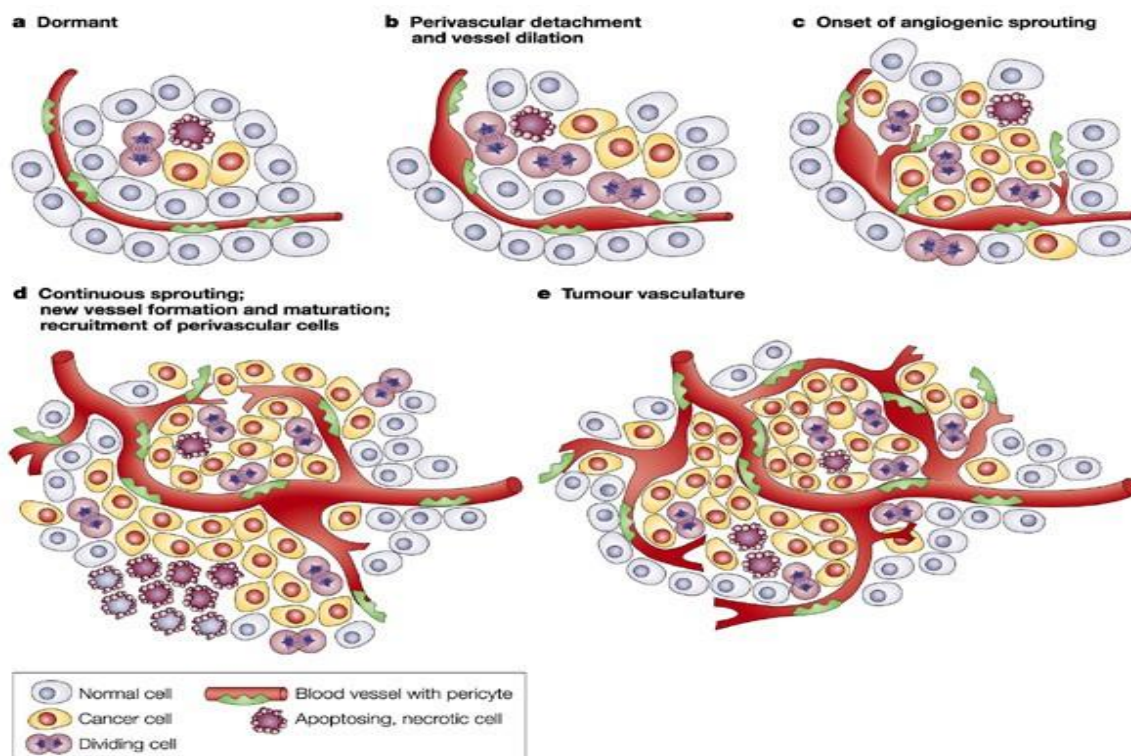 a Dormant
b Perivascular detachment
and vessel dilation
c Onset of angiogenic sprouting
d Continuous sprouting;
new vessel formation and maturation;
recruitment of perivascular cells
e Tumour vasculature
Normal cell
Cancer cell
Dividing cell
Blood vessel with pericyte
Apoptosing, necrotic cell